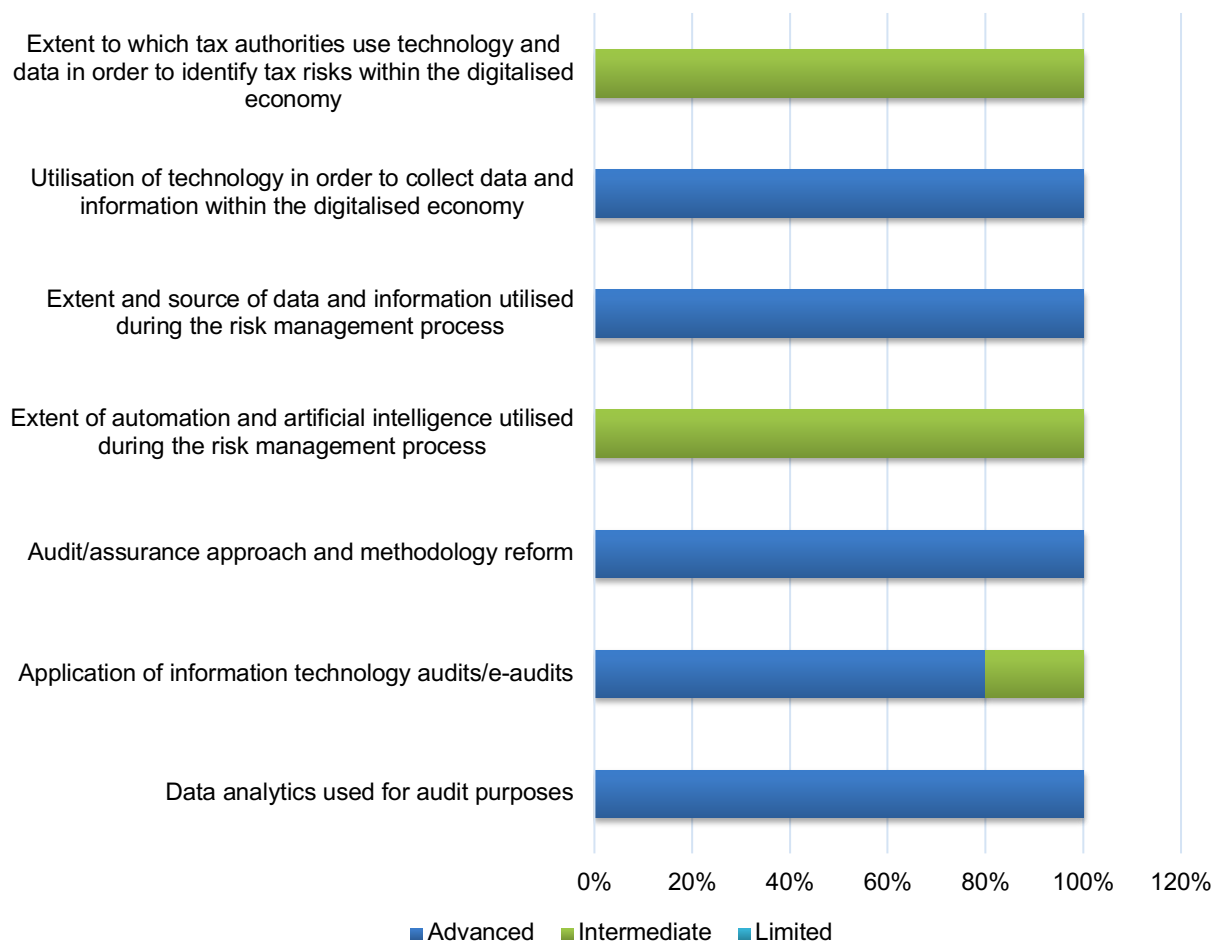 Extent to which tax authorities use technology and
data in order to identify tax risks within the digitalised
economy
Utilisation of technology in order to collect data and
information within the digitalised economy
Extent and source of data and information utilised
during the risk management process
Extent of automation and artificial intelligence utilised
during the risk management process
Audit/assurance approach and methodology reform
Application of information technology audits/e-audits
Data analytics used for audit purposes
0% 20% 40% 60% 80% 100% 120%
Advanced Intermediate Limited